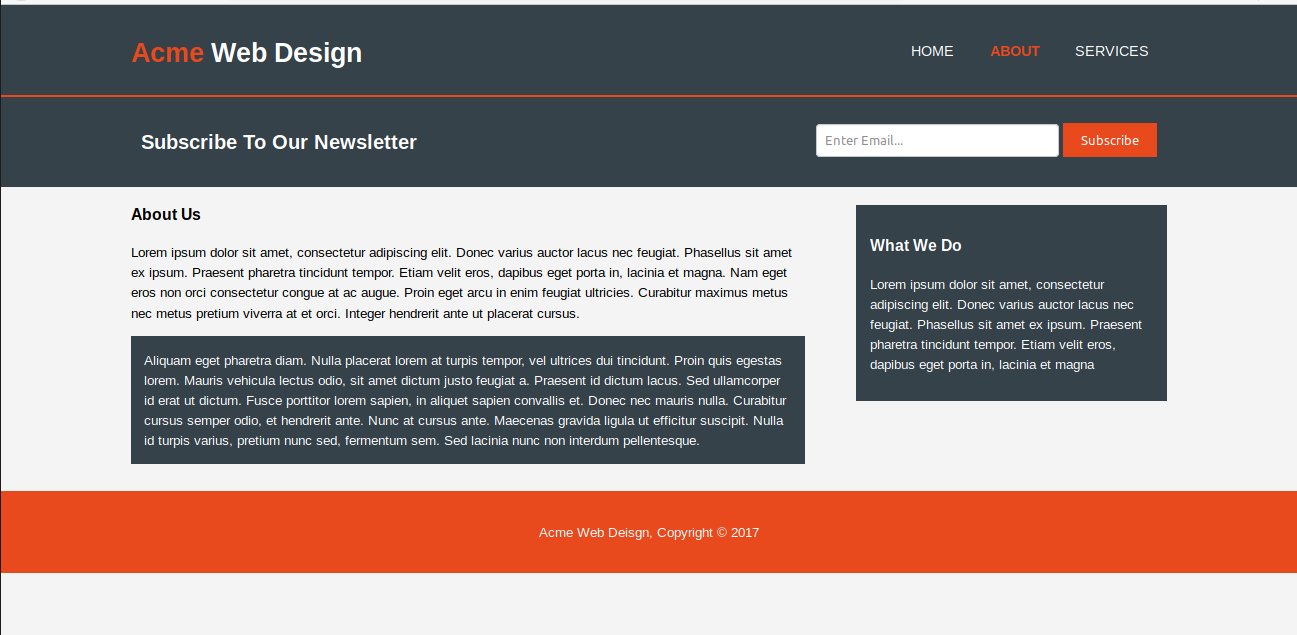 Acme Web Design
HOME ABOUT SERVICES
Subscribe To Our Newsletter
Enter Email...
Subscribe
About Us
Lorem ipsum dolor sit amet, consectetur adipiscing elit. Donec varius auctor lacus nec feugiat. Phasellus sit amet
ex ipsum. Praesent pharetra tincidunt tempor. Etiam velit eros, dapibus eget porta in, lacinia et magna. Nam eget
eros non orci consectetur congue at ac augue. Proin eget arcu in enim feugiat ultricies. Curabitur maximus metus
nec metus pretium viverra at et orci. Integer hendrerit ante ut placerat cursus.
Aliquam eget pharetra diam. Nulla placerat lorem at turpis tempor, vel ultrices dui tincidunt. Proin quis egestas
lorem. Mauris vehicula lectus odio, sit amet dictum justo feugiat a. Praesent id dictum lacus. Sed ullamcorper
id erat ut dictum. Fusce porttitor lorem sapien, in aliquet sapien convallis et. Donec nec mauris nulla. Curabitur
cursus semper odio, et hendrerit ante. Nunc at cursus ante. Maecenas gravida ligula ut efficitur suscipit. Nulla
id turpis varius, pretium nunc sed, fermentum sem. Sed lacinia nunc non interdum pellentesque.
What We Do
Lorem ipsum dolor sit amet, consectetur
adipiscing elit. Donec varius auctor lacus nec
feugiat. Phasellus sit amet ex ipsum. Praesent
pharetra tincidunt tempor. Etiam velit eros,
dapibus eget porta in, lacinia et magna
Acme Web Deisgn, Copyright © 2017